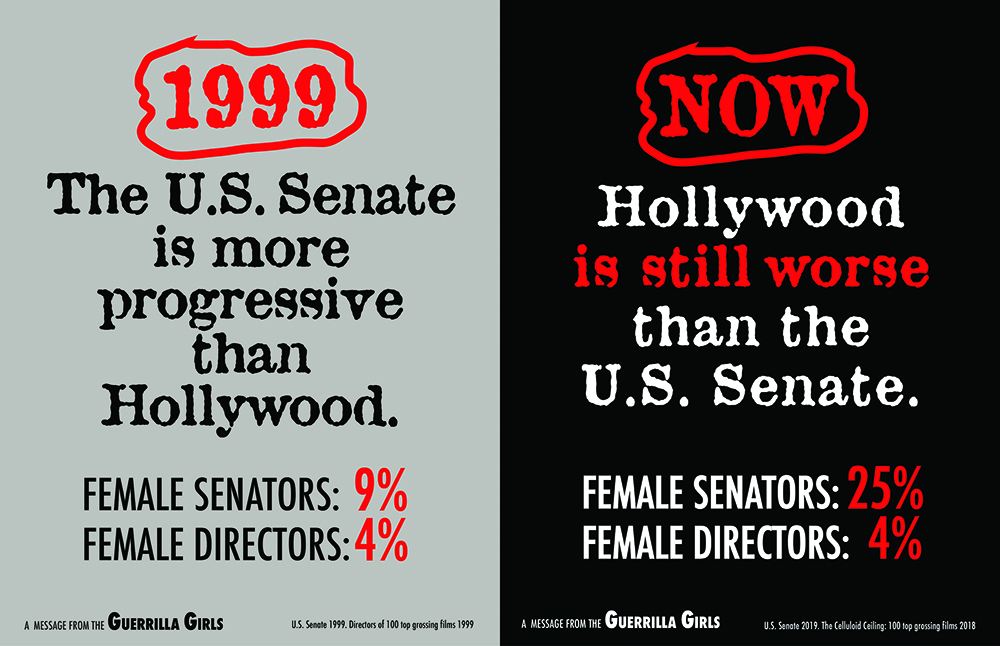 1999
The U.S. Senate
is more
progressive
than
Hollywood.
FEMALE SENATORS: 9%
FEMALE DIRECTORS: 4%
A MESSAGE FROM THE GUERRILLA GIRLS
U.S. Senate 1999. Directors of 100 top grossing films 1999
NOW
Hollywood
is still worse
than the
U.S. Senate.
FEMALE SENATORS: 25%
FEMALE DIRECTORS: 4%
A MESSAGE FROM THE GUERRILLA GIRLS
U.S. Senate 2019. The Celluloid Ceiling: 100 top grossing films 2018